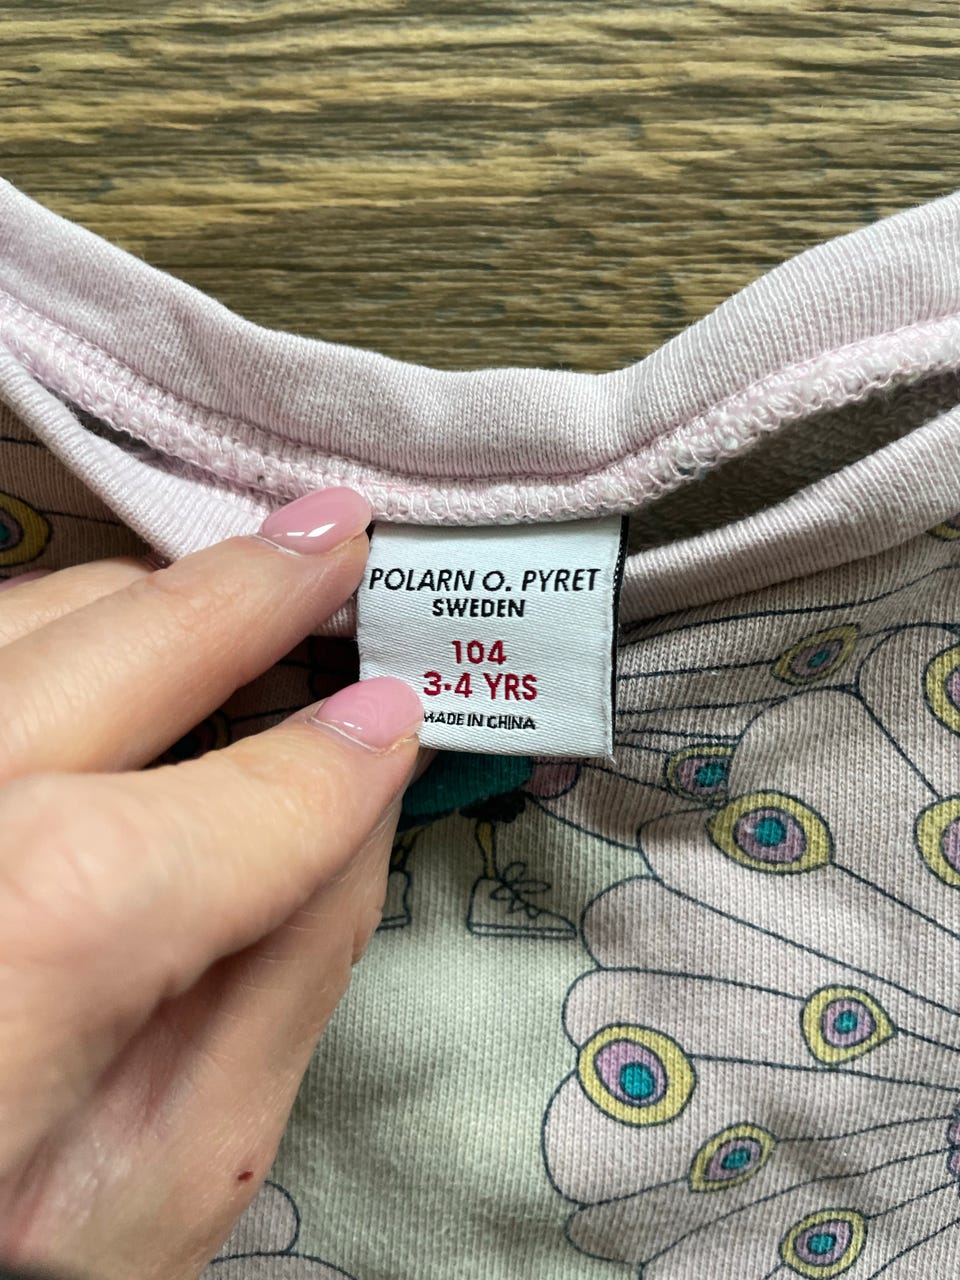 POLARN O. PYRET
SWEDEN
104
3-4 YRS
MADE IN CHINA